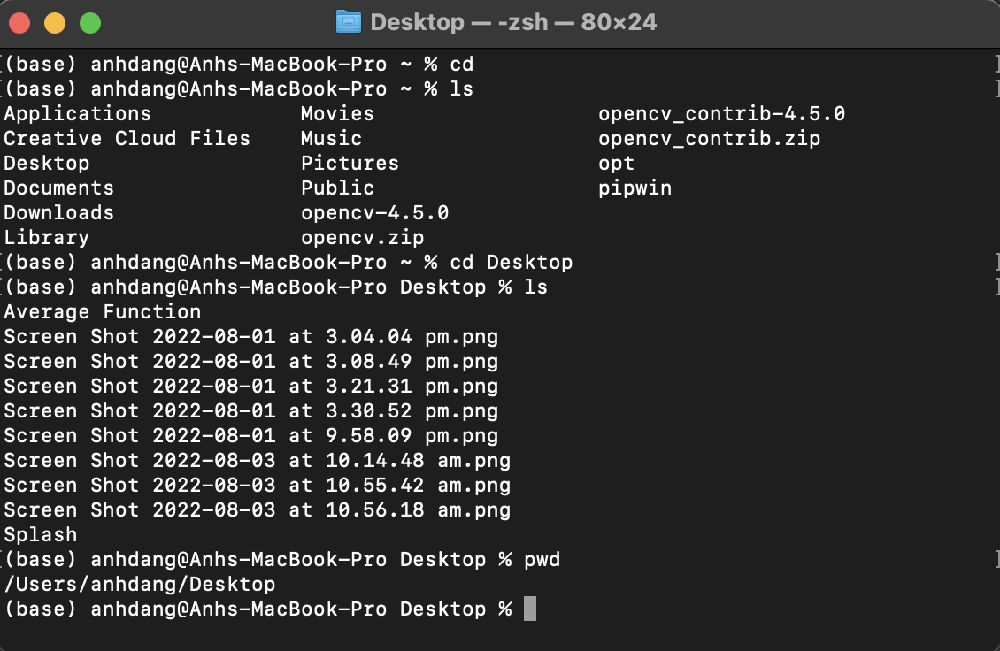 Desktop — -zsh — 80×24
(base) anhdang@Anhs-MacBook-Pro ~ % cd
(base) anhdang@Anhs-MacBook-Pro ~ % ls
Applications Movies opencv_contrib-4.5.0
Creative Cloud Files Music opencv_contrib.zip
Desktop Pictures opt
Documents Public pipwin
Downloads opencv-4.5.0
Library opencv.zip
(base) anhdang@Anhs-MacBook-Pro ~ % cd Desktop
(base) anhdang@Anhs-MacBook-Pro Desktop % ls
Average Function
Screen Shot 2022-08-01 at 3.04.04 pm.png
Screen Shot 2022-08-01 at 3.08.49 pm.png
Screen Shot 2022-08-01 at 3.21.31 pm.png
Screen Shot 2022-08-01 at 3.30.52 pm.png
Screen Shot 2022-08-01 at 9.58.09 pm.png
Screen Shot 2022-08-03 at 10.14.48 am.png
Screen Shot 2022-08-03 at 10.55.42 am.png
Screen Shot 2022-08-03 at 10.56.18 am.png
Splash
(base) anhdang@Anhs-MacBook-Pro Desktop % pwd
/Users/anhdang/Desktop
(base) anhdang@Anhs-MacBook-Pro Desktop %